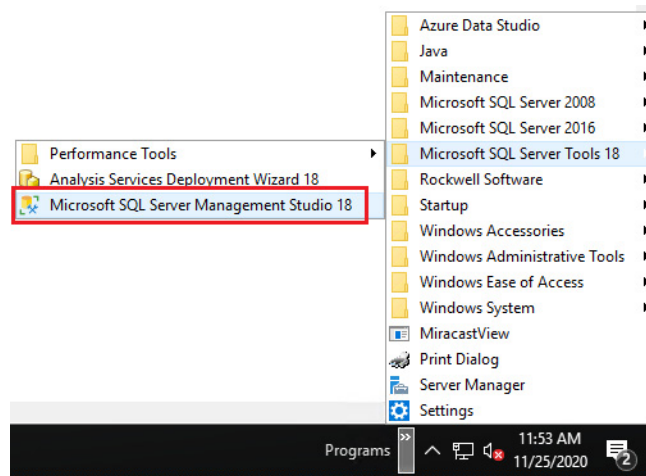 Azure Data Studio
Java
Maintenance
Microsoft SQL Server 2008
Microsoft SQL Server 2016
Microsoft SQL Server Tools 18
Rockwell Software
Startup
Windows Accessories
Windows Administrative Tools
Windows Ease of Access
Windows System
MiracastView
Print Dialog
Server Manager
Settings
Performance Tools
Analysis Services Deployment Wizard 18
Microsoft SQL Server Management Studio 18
Programs
11:53 AM
11/25/2020
2